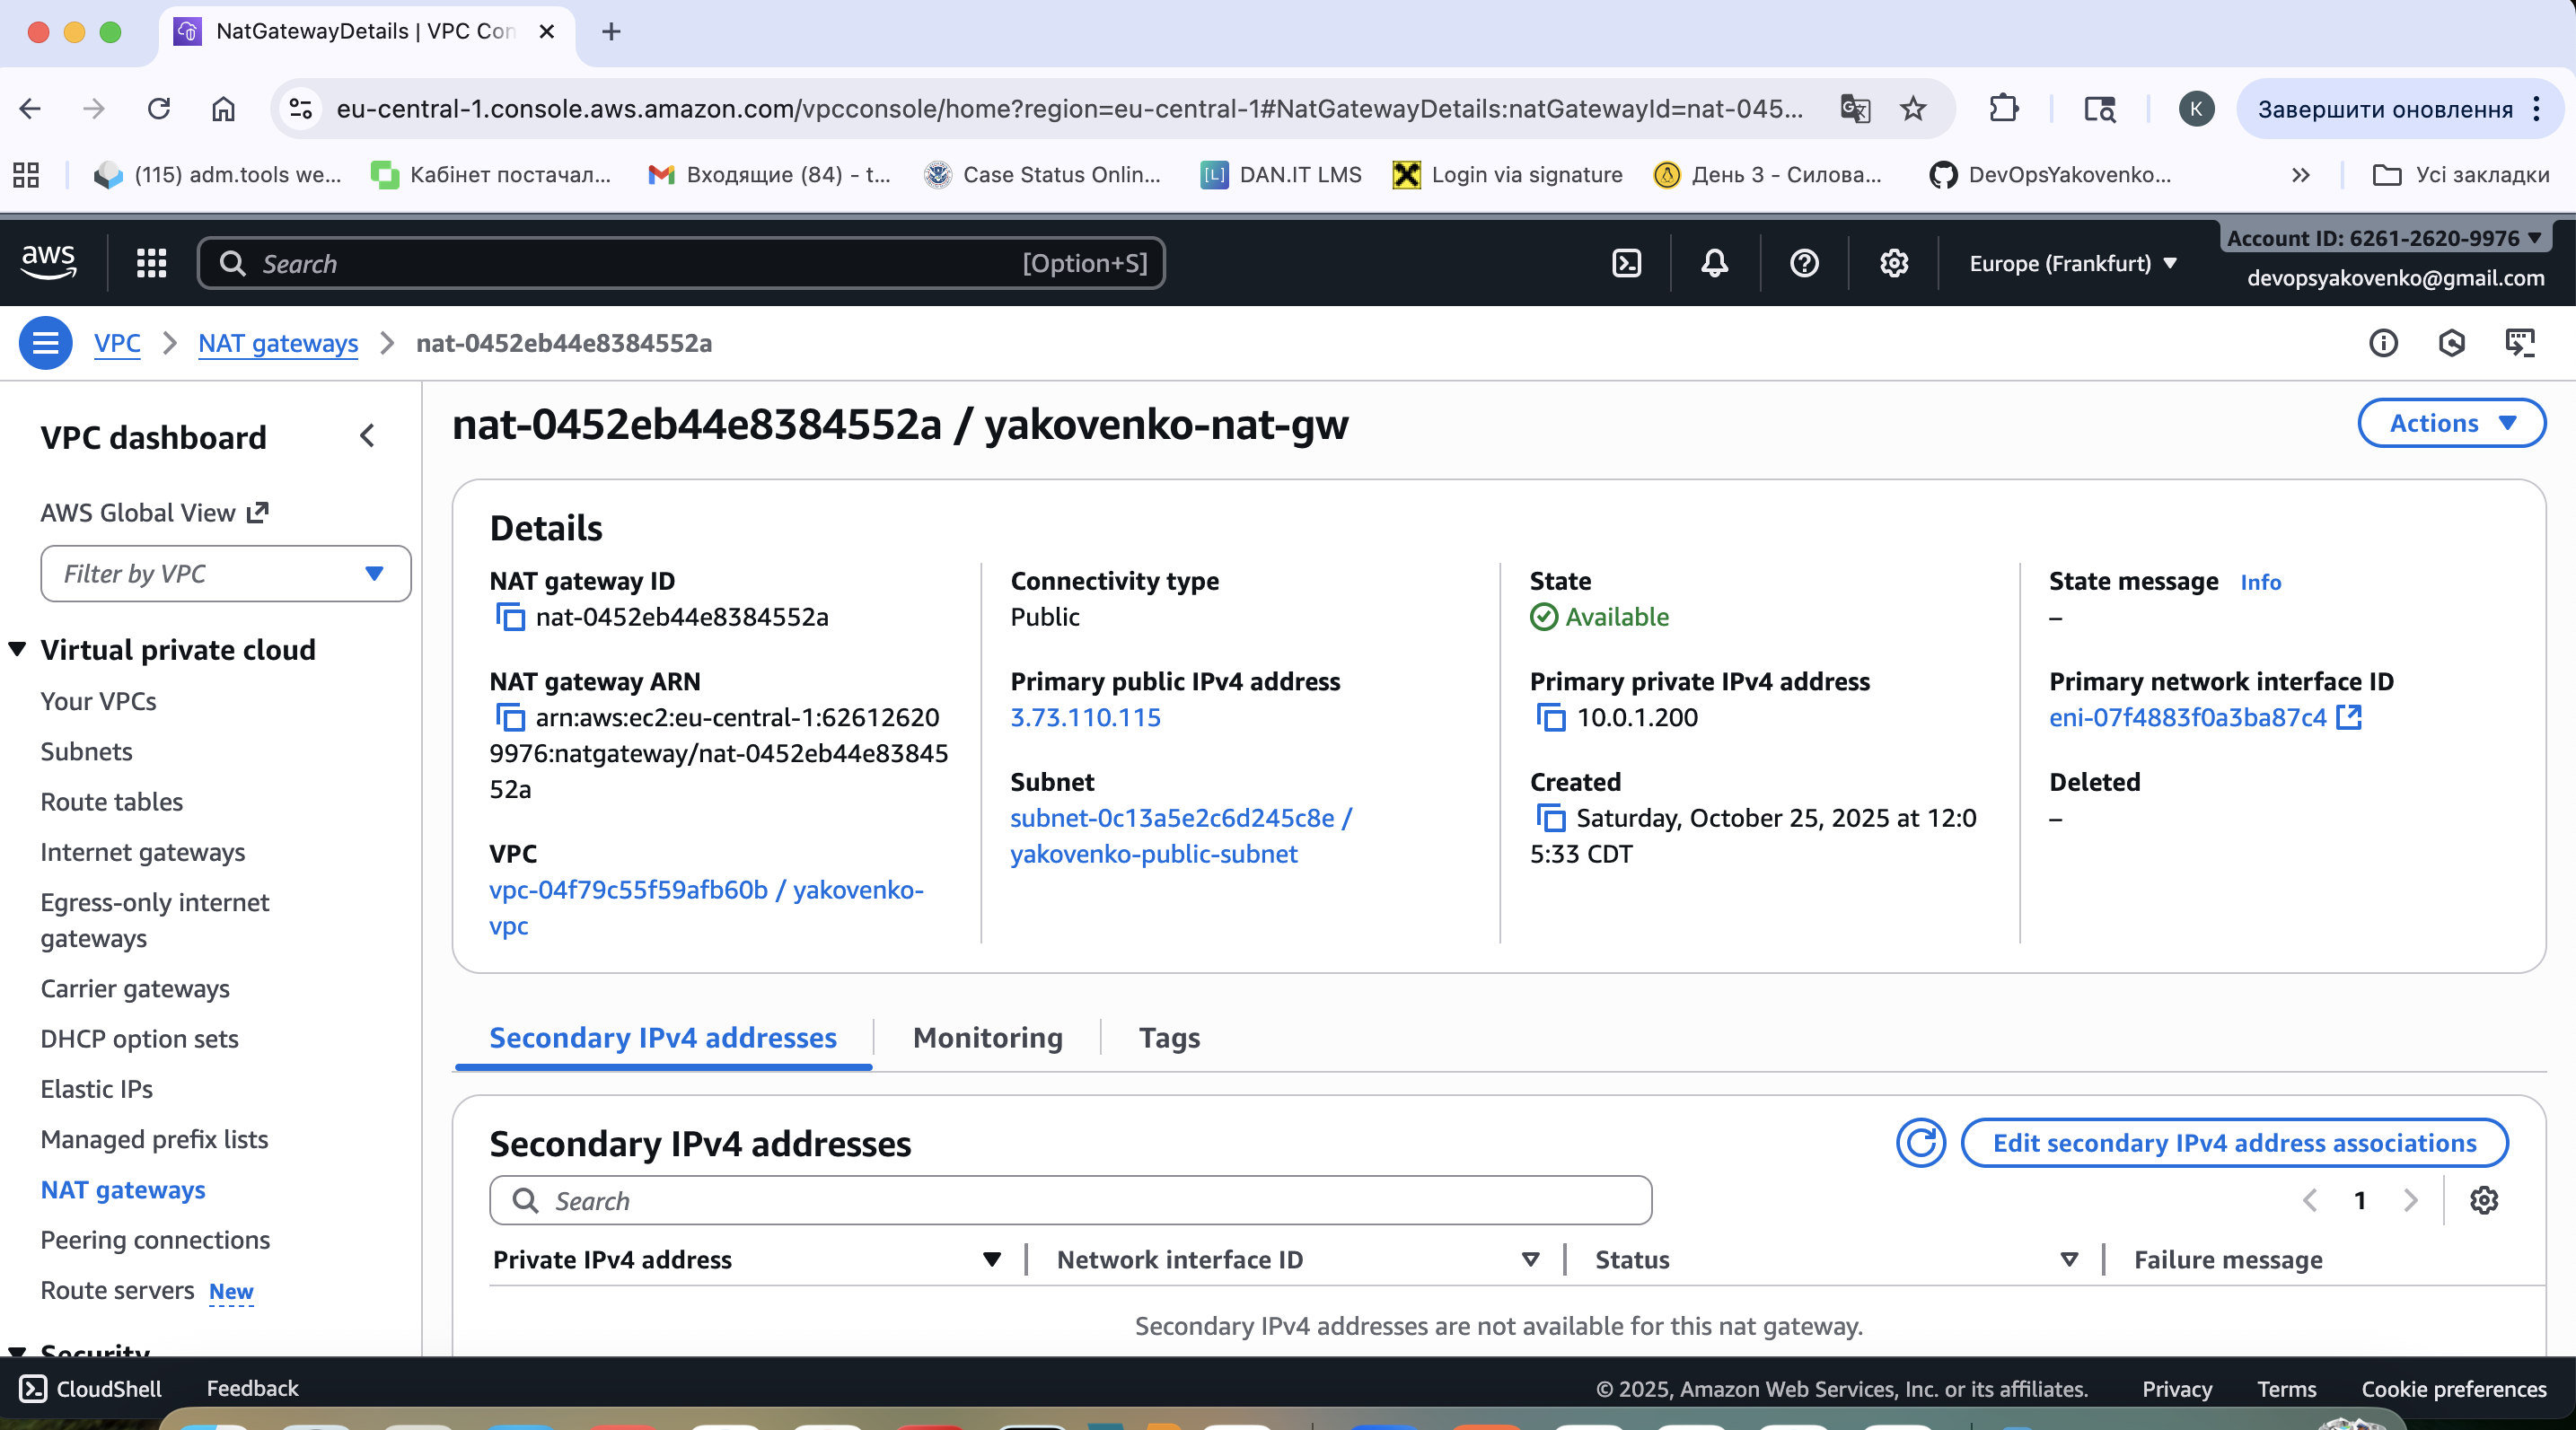 NatGatewayDetails | VPC Con
eu-central-1.console.aws.amazon.com/vpcconsole/home?region=eu-central-1#NatGatewayDetails:natGatewayId=nat-045...
K
Завершити оновлення
(115) adm.tools we...
Кабінет постачал...
Входящие (84) - t...
Case Status Onlin...
[L] DAN.IT LMS
Login via signature
День 3 - Силова...
DevOpsYakovenko...
Усі закладки
aws
Search
[Option+S]
Europe (Frankfurt)
Account ID: 6261-2620-9976
devopsyakovenko@gmail.com
VPC
NAT gateways
nat-0452eb44e8384552a
VPC dashboard
AWS Global View
Filter by VPC
Virtual private cloud
Your VPCs
Subnets
Route tables
Internet gateways
Egress-only internet
gateways
Carrier gateways
DHCP option sets
Elastic IPs
Managed prefix lists
NAT gateways
Peering connections
Route servers New
Security
nat-0452eb44e8384552a / yakovenko-nat-gw
Actions
Details
NAT gateway ID
nat-0452eb44e8384552a
NAT gateway ARN
arn:aws:ec2:eu-central-1:62612620
9976:natgateway/nat-0452eb44e83845
52a
VPC
vpc-04f79c55f59afb60b / yakovenko-
vpc
Connectivity type
Public
Primary public IPv4 address
3.73.110.115
Subnet
subnet-0c13a5e2c6d245c8e /
yakovenko-public-subnet
State
Available
Primary private IPv4 address
10.0.1.200
Created
Saturday, October 25, 2025 at 12:0
5:33 CDT
State message Info
–
Primary network interface ID
eni-07f4883f0a3ba87c4
Deleted
–
Secondary IPv4 addresses
Monitoring
Tags
Secondary IPv4 addresses
Edit secondary IPv4 address associations
Search
1
Private IPv4 address
Network interface ID
Status
Failure message
Secondary IPv4 addresses are not available for this nat gateway.
CloudShell
Feedback
© 2025, Amazon Web Services, Inc. or its affiliates.
Privacy
Terms
Cookie preferences